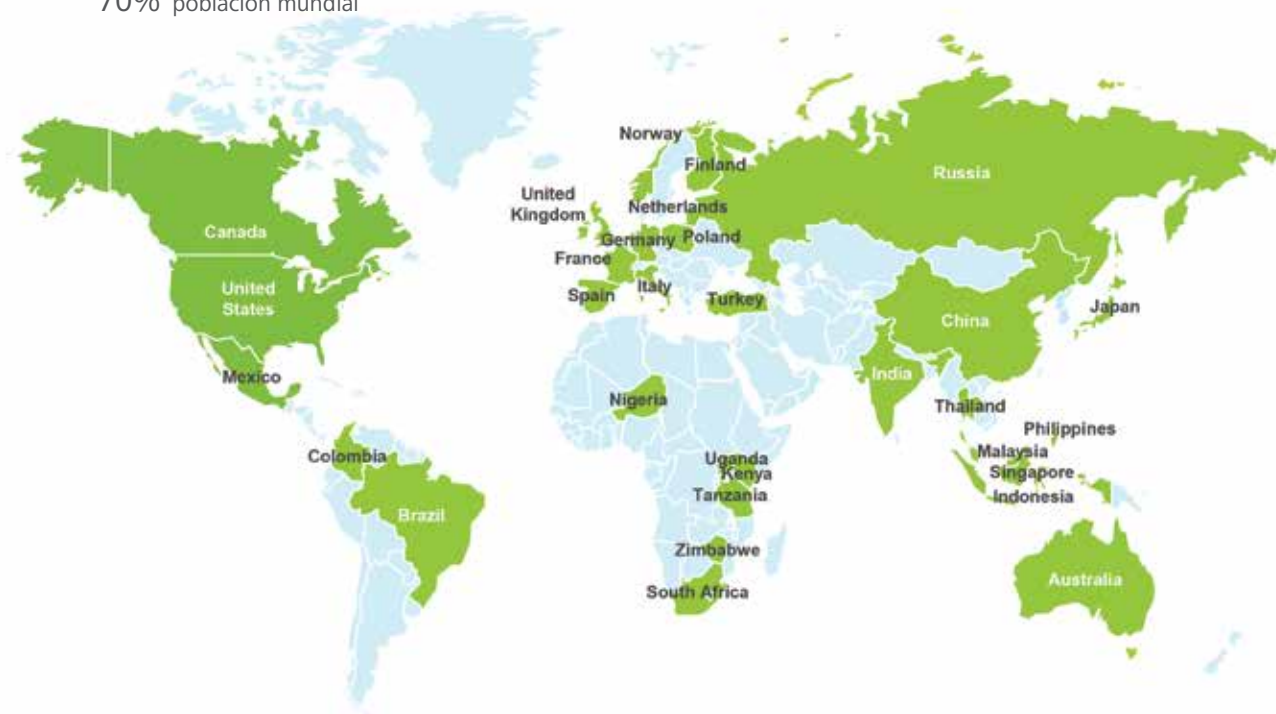 70% población mundial
Norway
Finland
Russia
United
Kingdom
Netherlands
Canada
Germany
Poland
France
United
States
Italy
Spain
Turkey
Japan
China
Mexico
India
Nigeria
Thailand
Philippines
Colombia
Uganda
Malaysia
Kenya
Singapore
Tanzania
Indonesia
Brazil
Zimbabwe
Australia
South Africa